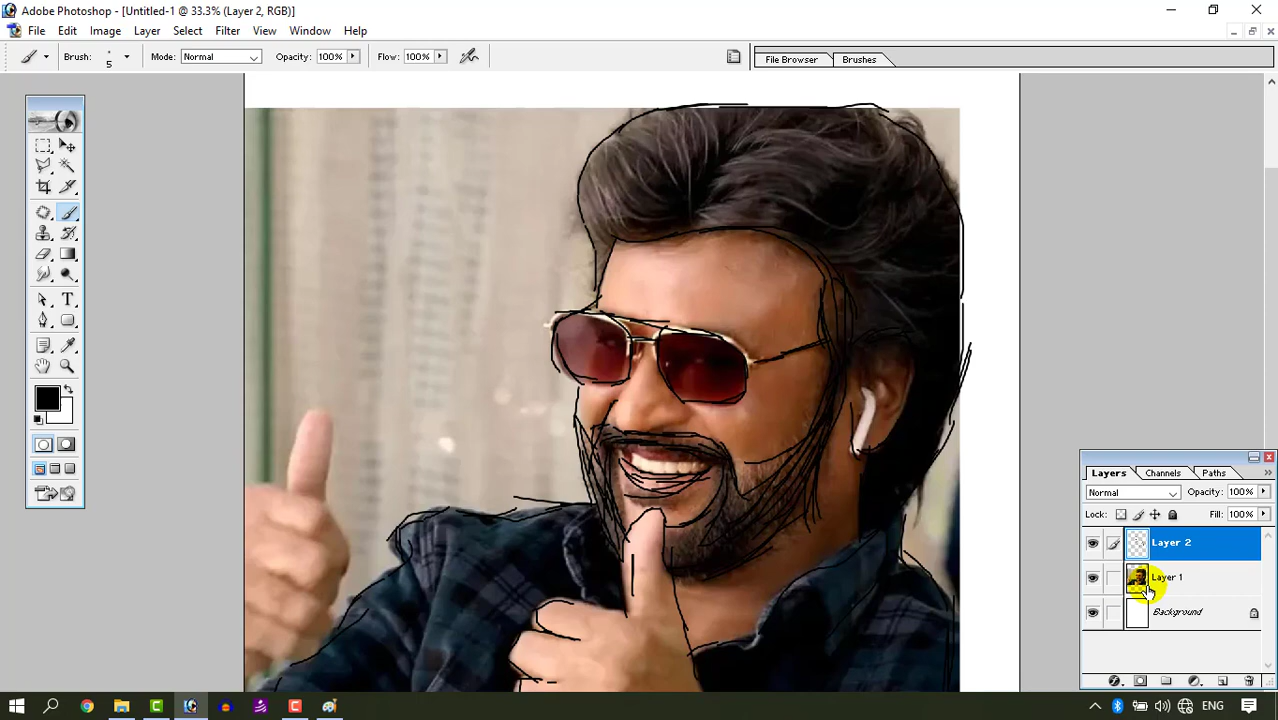 Adobe Photoshop - [Untitled-1 @ 33.3% (Layer 2, RGB)]
File Edit Image Layer Select Filter View Window Help
Brush: 5 Mode: Normal Opacity: 100% Flow: 100% File Browser Brushes
Layers Channels Paths
Normal Opacity: 100%
Lock: Fill: 100%
Layer 2
Layer 1
Background
ENG